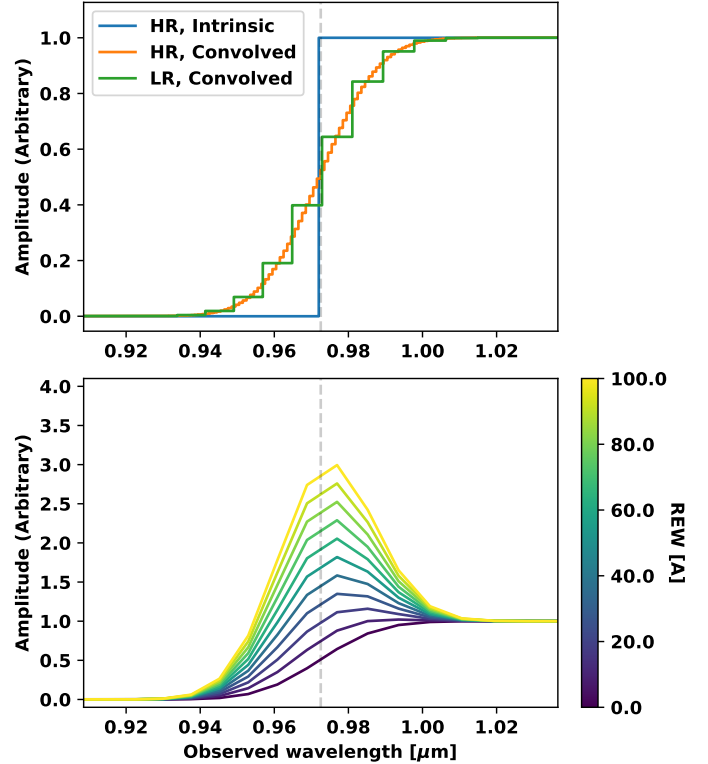 HR, Intrinsic
HR, Convolved
LR, Convolved
Amplitude (Arbitrary)
1.0
0.8
0.6
0.4
0.2
0.0
0.92 0.94 0.96 0.98 1.00 1.02
Amplitude (Arbitrary)
4.0
3.5
3.0
2.5
2.0
1.5
1.0
0.5
0.0
0.92 0.94 0.96 0.98 1.00 1.02
Observed wavelength [μm]
100.0
80.0
60.0
40.0
20.0
0.0
REW [A]